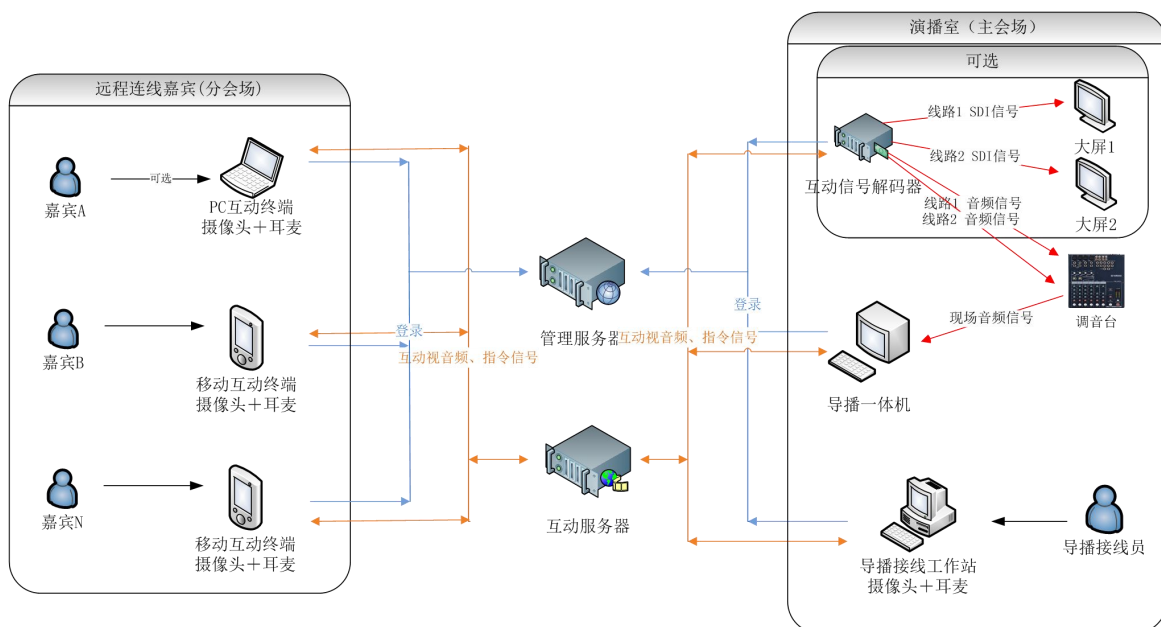 演播室（主会场）
可选
远程连线嘉宾(分会场)
线路1 SDI信号
大屏1
线路2 SDI信号
互动信号解码器
大屏2
线路1 音频信号
线路2 音频信号
嘉宾A
可选
PC互动终端
摄像头＋耳麦
调音台
现场音频信号
登录
管理服务器
登录
互动视音频、指令信号
互动视音频、指令信号
嘉宾B
移动互动终端
摄像头＋耳麦
导播一体机
嘉宾N
移动互动终端
摄像头＋耳麦
互动服务器
导播接线工作站
摄像头＋耳麦
导播接线员